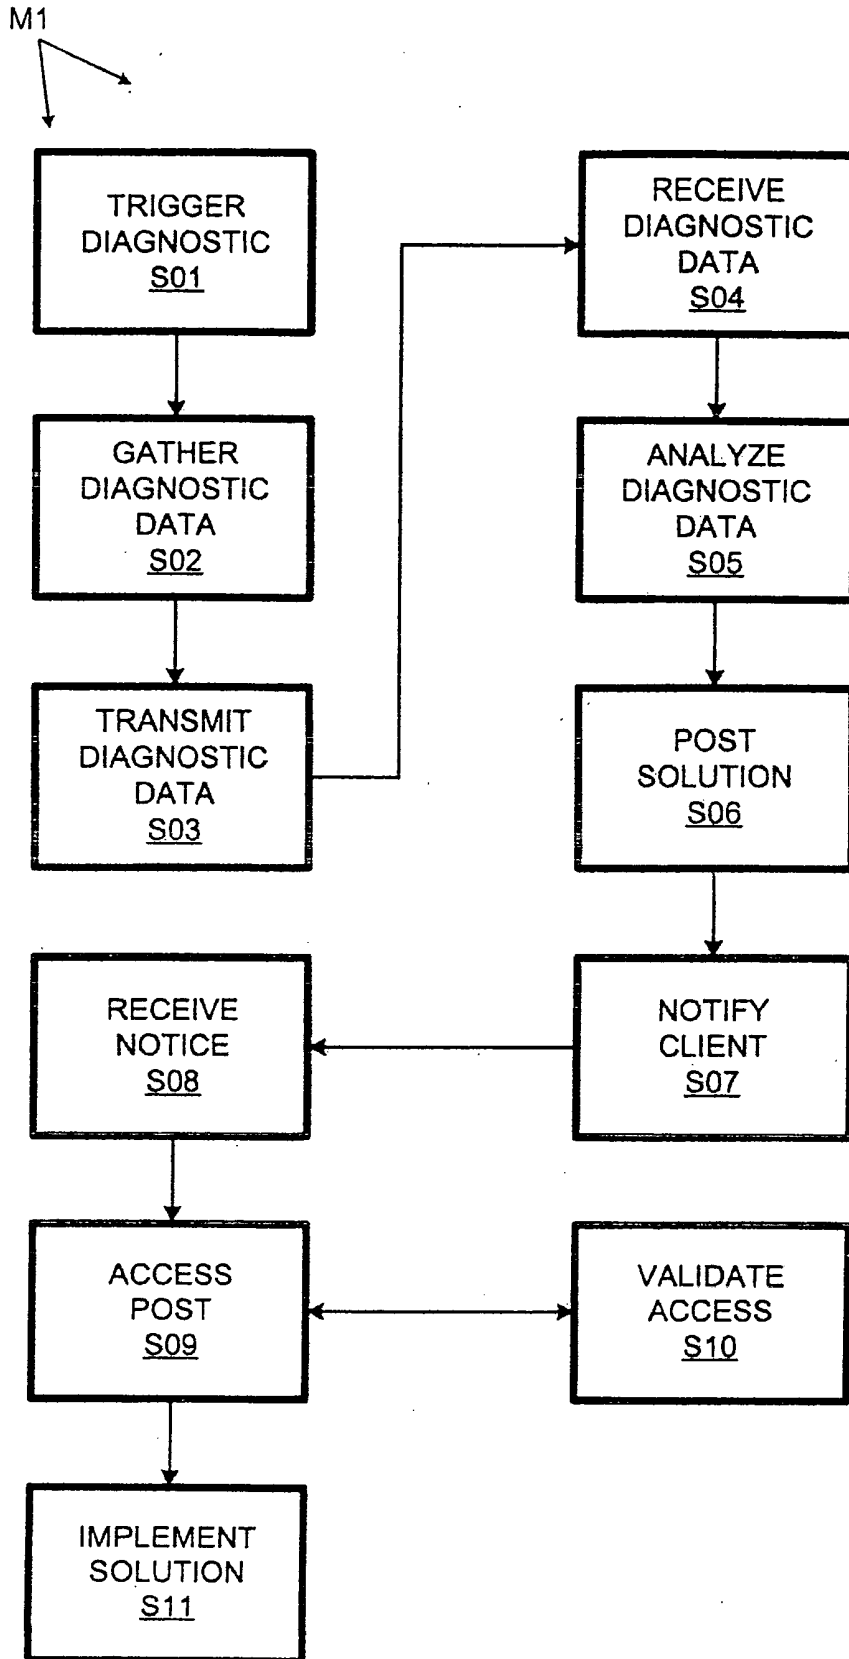 M1
TRIGGER
DIAGNOSTIC
S01
GATHER
DIAGNOSTIC
DATA
S02
TRANSMIT
DIAGNOSTIC
DATA
S03
RECEIVE
DIAGNOSTIC
DATA
S04
ANALYZE
DIAGNOSTIC
DATA
S05
POST
SOLUTION
S06
NOTIFY
CLIENT
S07
RECEIVE
NOTICE
S08
ACCESS
POST
S09
VALIDATE
ACCESS
S10
IMPLEMENT
SOLUTION
S11